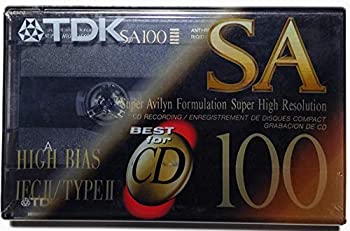 TDK SA100
SA
Super Avilyn Formulation Super High Resolution
CD RECORDING / ENREGISTREMENT DE DISQUES COMPACT
GRABACION DE CD
BEST
for
CD
100
A
HIGH BIAS
IEC II / TYPE II
TDK